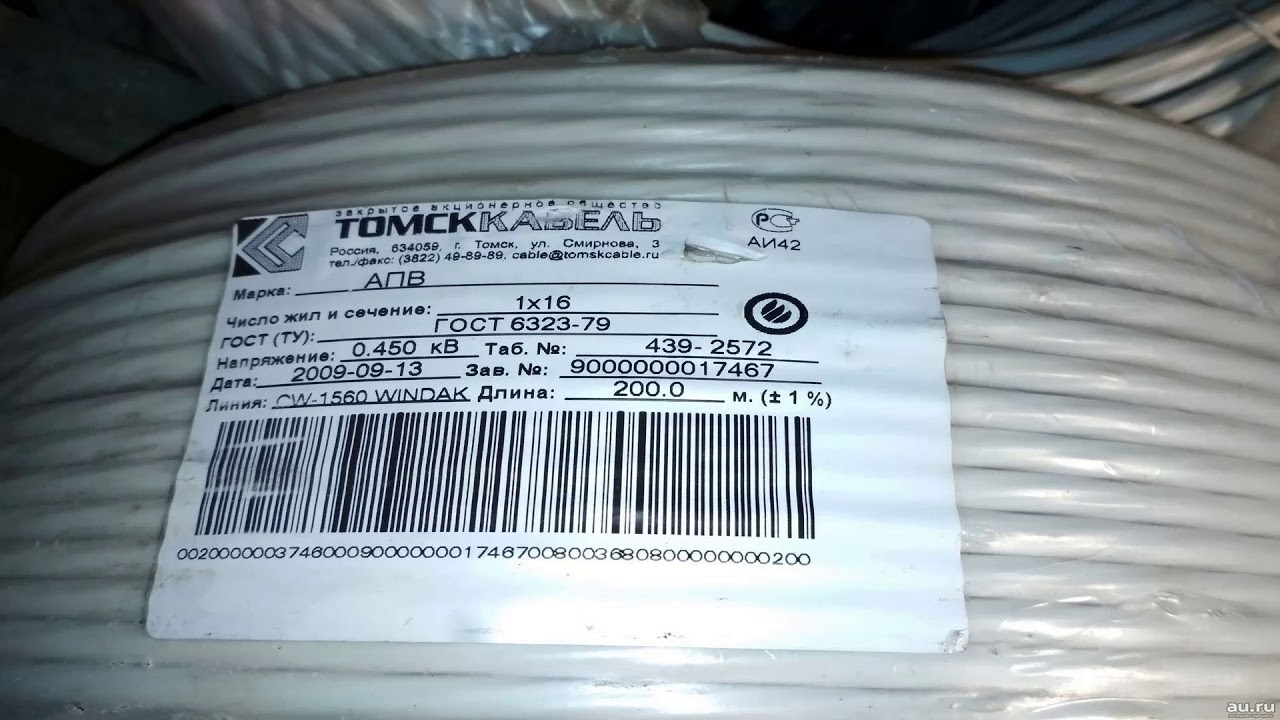 закрытое акционерное общество
ТОМСККАБЕЛЬ
Россия, 634059, г. Томск, ул. Смирнова, 3
тел./факс: (3822) 49-89-89, cable@tomskcable.ru
РСТ
АИ42
Марка: АПВ
Число жил и сечение: 1x16
ГОСТ (ТУ): ГОСТ 6323-79
Напряжение: 0.450 кВ Таб. №: 439-2572
Дата: 2009-09-13 Зав. №: 9000000017467
Линия: CW-1560 WINDAK Длина: 200.0 м. (± 1 %)
002000000037460009000000001746700800368080000000200
au.ru